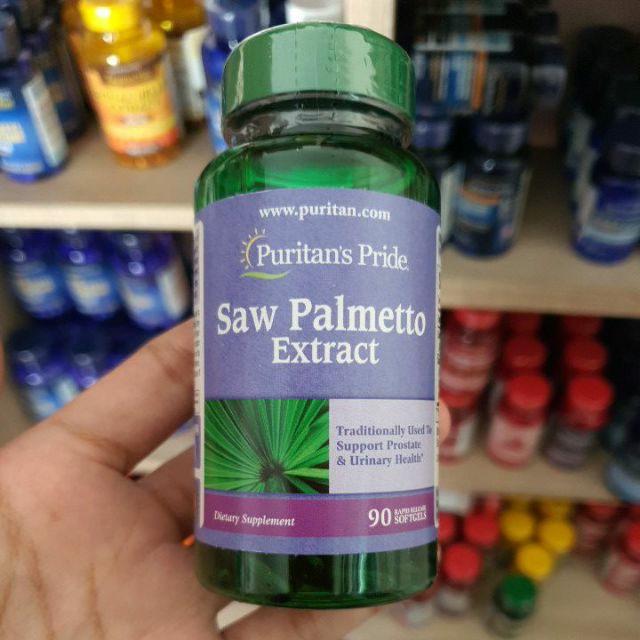 www.puritan.com
Puritan's Pride®
Saw Palmetto
Extract
Traditionally Used To
Support Prostate
& Urinary Health*
Dietary Supplement
90 RAPID RELEASE
SOFTGELS